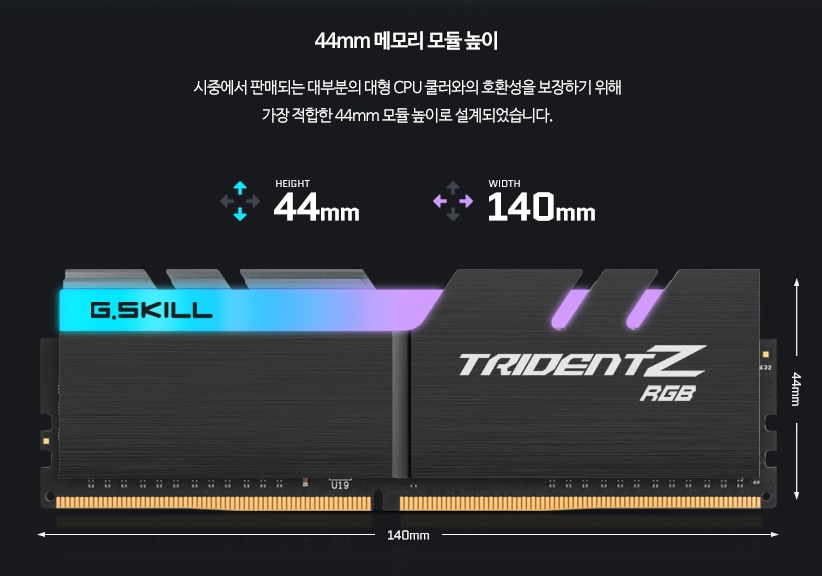 44mm 메모리 모듈 높이
시중에서 판매되는 대부분의 대형 CPU 쿨러와의 호환성을 보장하기 위해
가장 적합한 44mm 모듈 높이로 설계되었습니다.
HEIGHT
44mm
WIDTH
140mm
G.SKILL
TRIDENTZ
RGB
632
44mm
U19
140mm